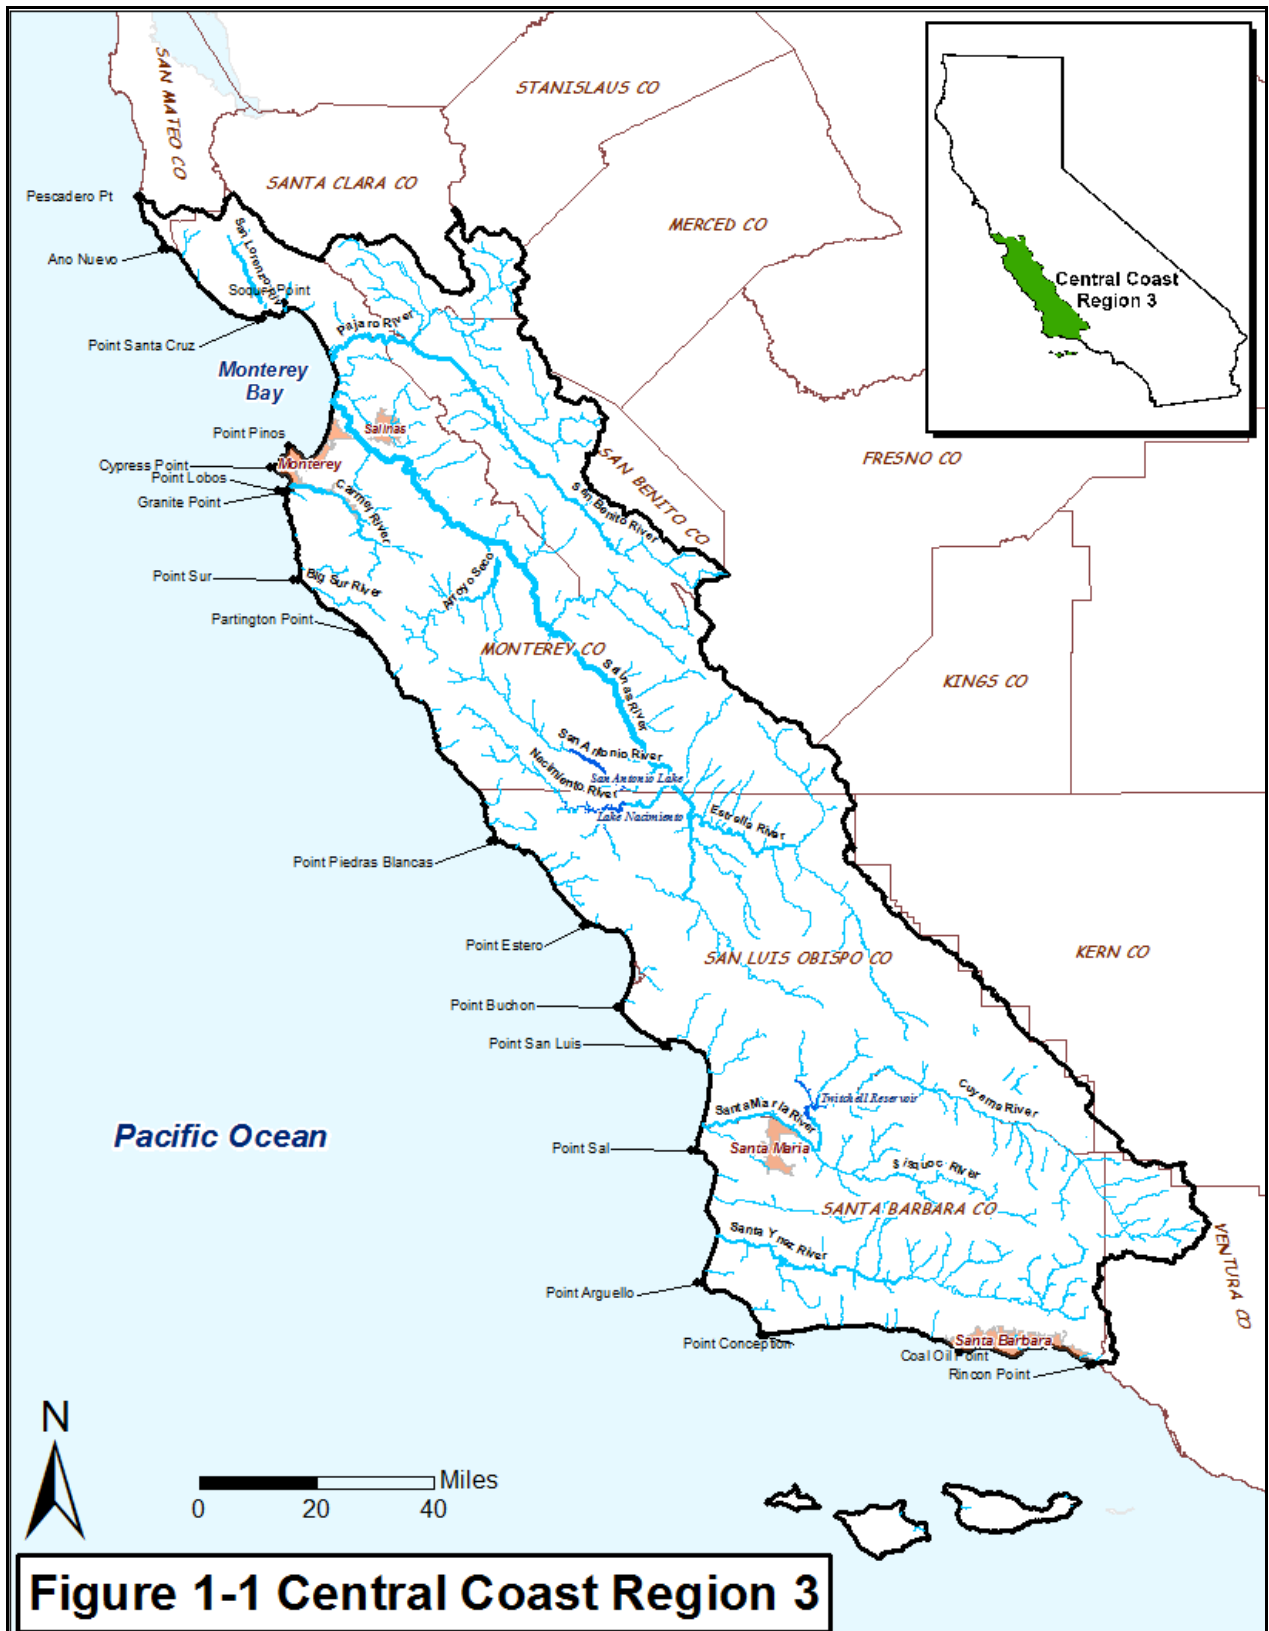 STANISLAUS CO
SAN MATEO CO
SANTA CLARA CO
MERCED CO
Pescadero Pt
Ano Nuevo
San Lorenzo Riv
Soquel Point
Point Santa Cruz
Pajaro River
Monterey
Bay
Central Coast
Region 3
Salinas
Point Pinos
Cypress Point
Monterey
Point Lobos
Granite Point
Carmel River
SAN BENITO CO
San Benito River
FRESNO CO
Point Sur
Big Sur River
Arroyo Seco
Partington Point
MONTEREY CO
Salinas River
KINGS CO
San Antonio River
Nacimiento River
San Antonio Lake
Lake Nacimiento
Estrella River
Point Piedras Blancas
Point Estero
SAN LUIS OBISPO CO
KERN CO
Point Buchon
Point San Luis
Cuyama River
Twitchell Reservoir
Santa Maria River
Pacific Ocean
Point Sal
Santa Maria
Sisquoc River
SANTA BARBARA CO
Santa Ynez River
VENTURA CO
Point Arguello
Point Conception
Santa Barbara
Coal Oil Point
Rincon Point
N
Miles
0 20 40
Figure 1-1 Central Coast Region 3